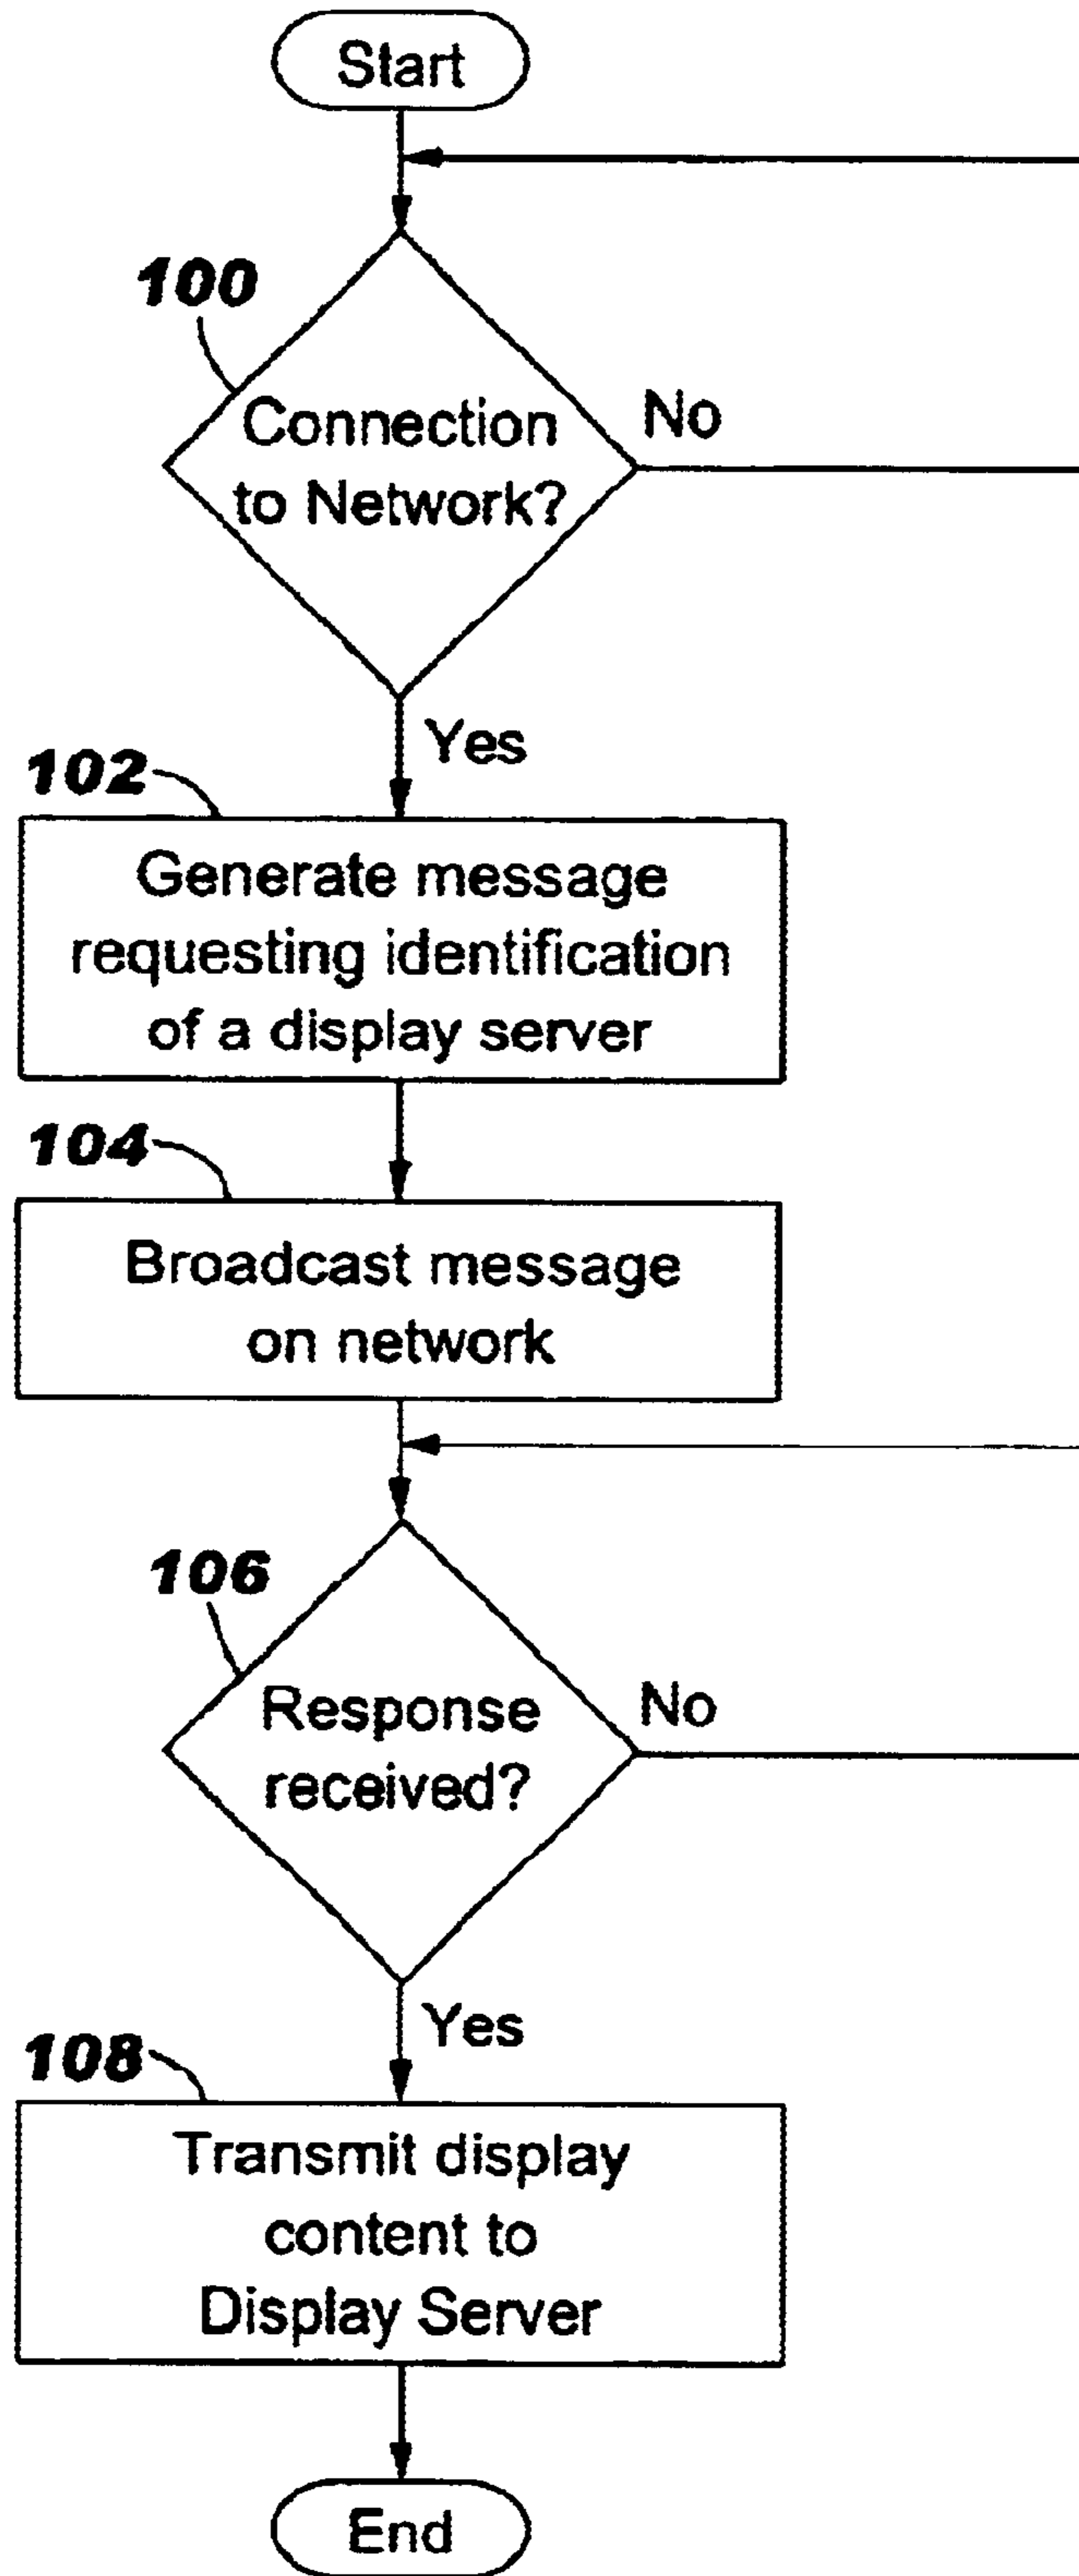 Start
100
Connection
to Network?
No
Yes
102
Generate message
requesting identification
of a display server
104
Broadcast message
on network
106
Response
received?
No
Yes
108
Transmit display
content to
Display Server
End